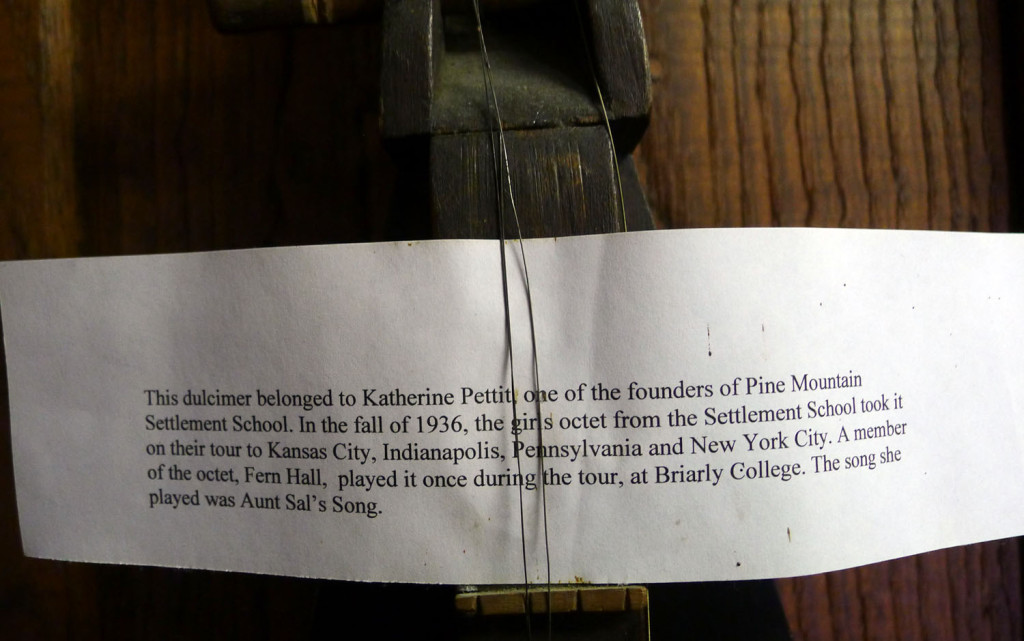 This dulcimer belonged to Katherine Pettit, one of the founders of Pine Mountain
Settlement School. In the fall of 1936, the girls octet from the Settlement School took it
on their tour to Kansas City, Indianapolis, Pennsylvania and New York City. A member
of the octet, Fern Hall, played it once during the tour, at Briarly College. The song she
played was Aunt Sal's Song.